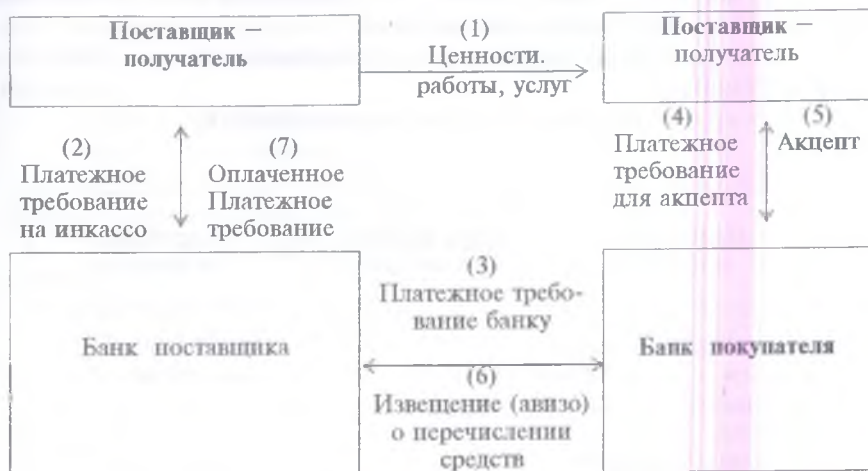 Поставщик —
получатель
(1)
Ценности.
работы, услуг
Поставщик —
получатель
(2)
Платежное
требование
на инкассо
(7)
Оплаченное
Платежное
требование
(4)
Платежное
требование
для акцепта
(5)
Акцепт
Банк поставщика
(3)
Платежное требо-
вание банку
(6)
Извещение (авизо)
о перечислении
средств
Банк покупателя